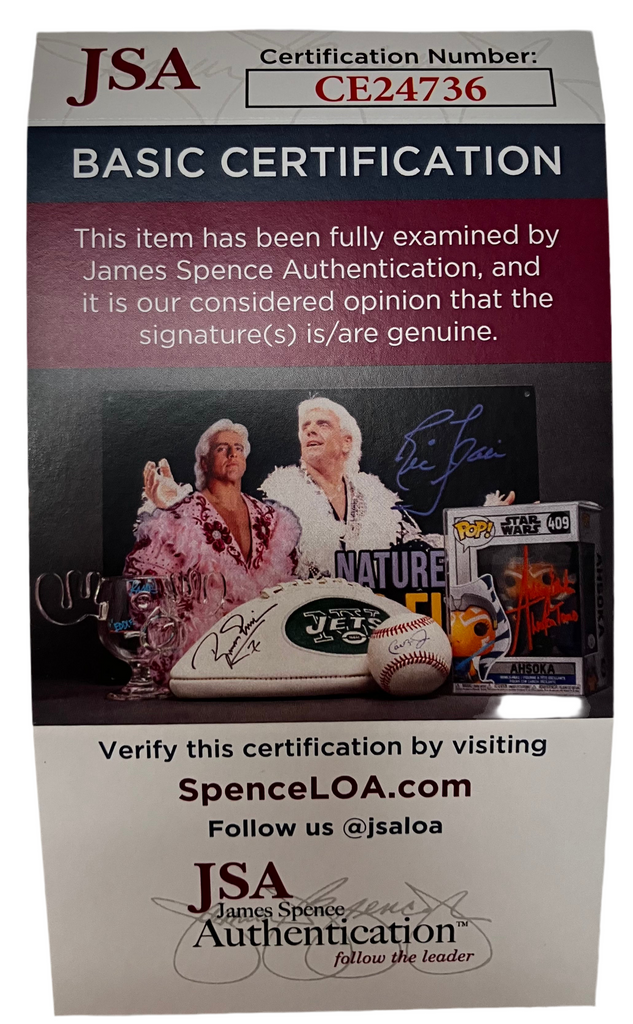 JSA
Certification Number:
CE24736
BASIC CERTIFICATION
This item has been fully examined by
James Spence Authentication, and
it is our considered opinion that the
signature(s) is/are genuine.
Ric Flair
NATURE
POP!
STAR
WARS
409
JETS
AHSOKA
Verify this certification by visiting
SpenceLOA.com
Follow us @jsaloa
JSA
James Spence
Authentication™
follow the leader